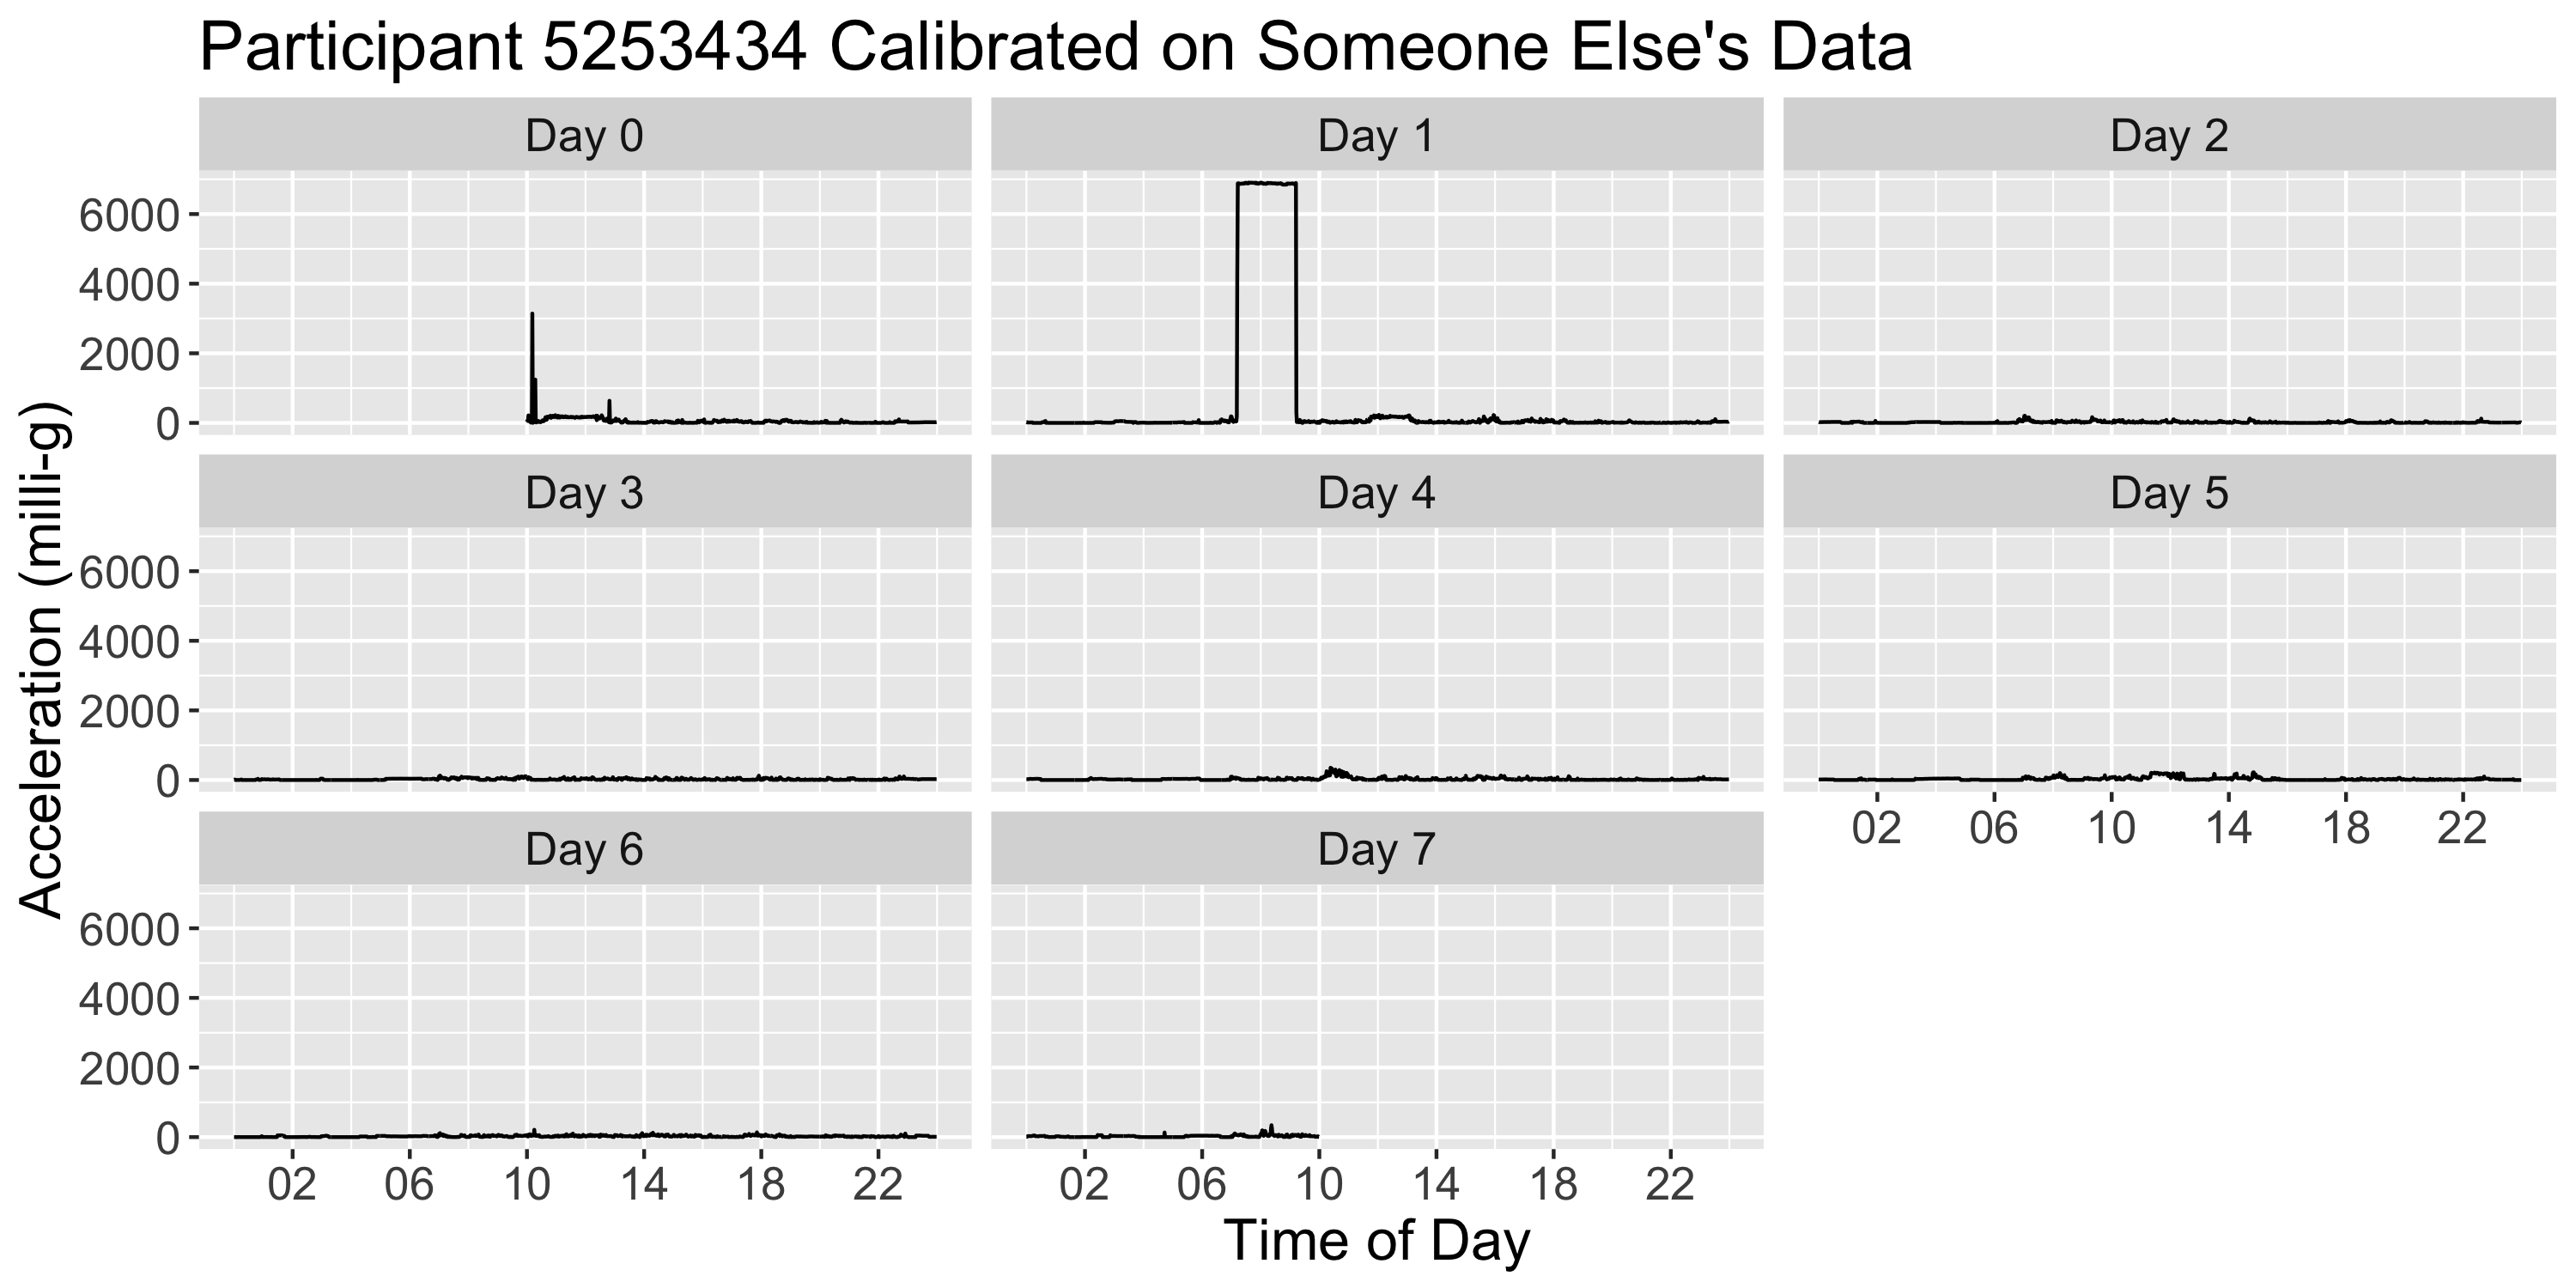 Participant 5253434 Calibrated on Someone Else's Data
Day 0
Day 1
Day 2
6000
4000
2000
0
Day 3
Day 4
Day 5
6000
4000
2000
0
02 06 10 14 18 22
Day 6
Day 7
6000
4000
2000
0
02 06 10 14 18 22
02 06 10 14 18 22
Time of Day
Acceleration (milli-g)